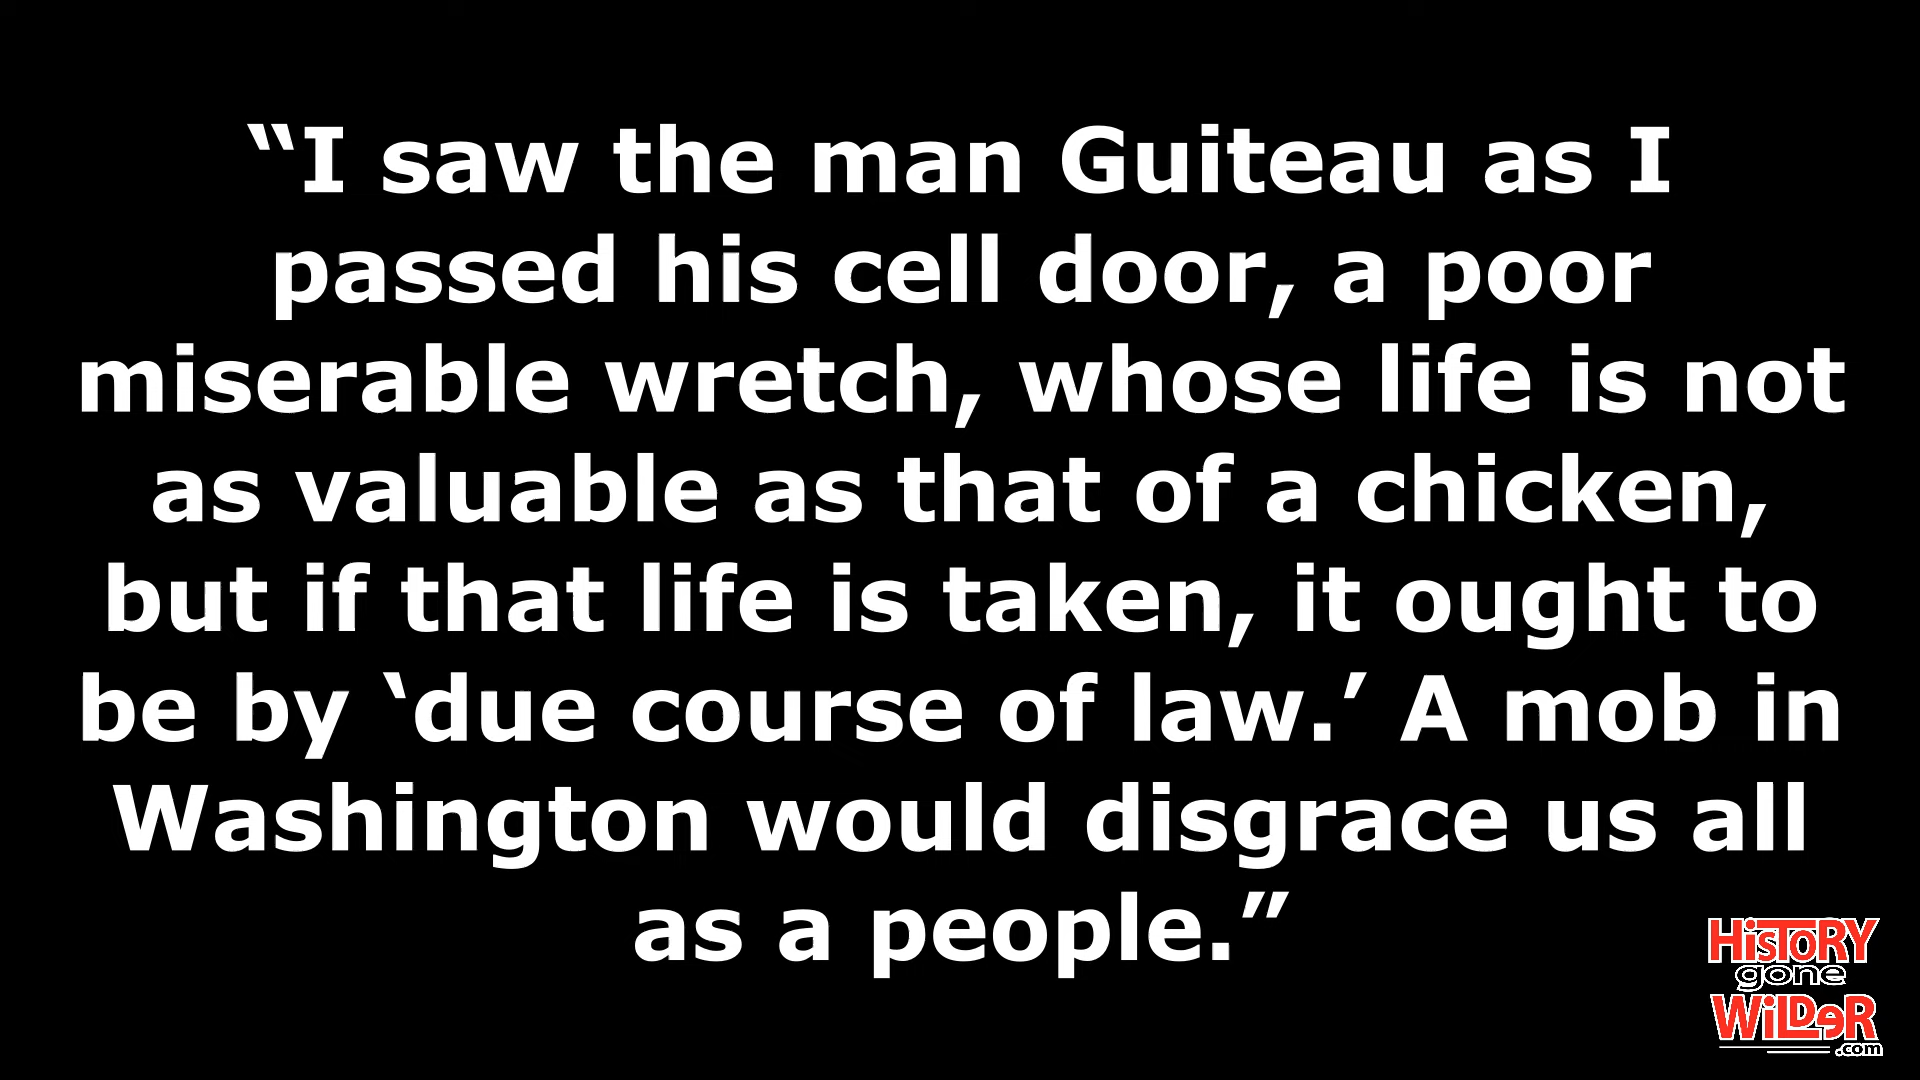 “I saw the man Guiteau as I
passed his cell door, a poor
miserable wretch, whose life is not
as valuable as that of a chicken,
but if that life is taken, it ought to
be by ‘due course of law.’ A mob in
Washington would disgrace us all
as a people.”
HiSTORY
gone
WiLDeR
.com